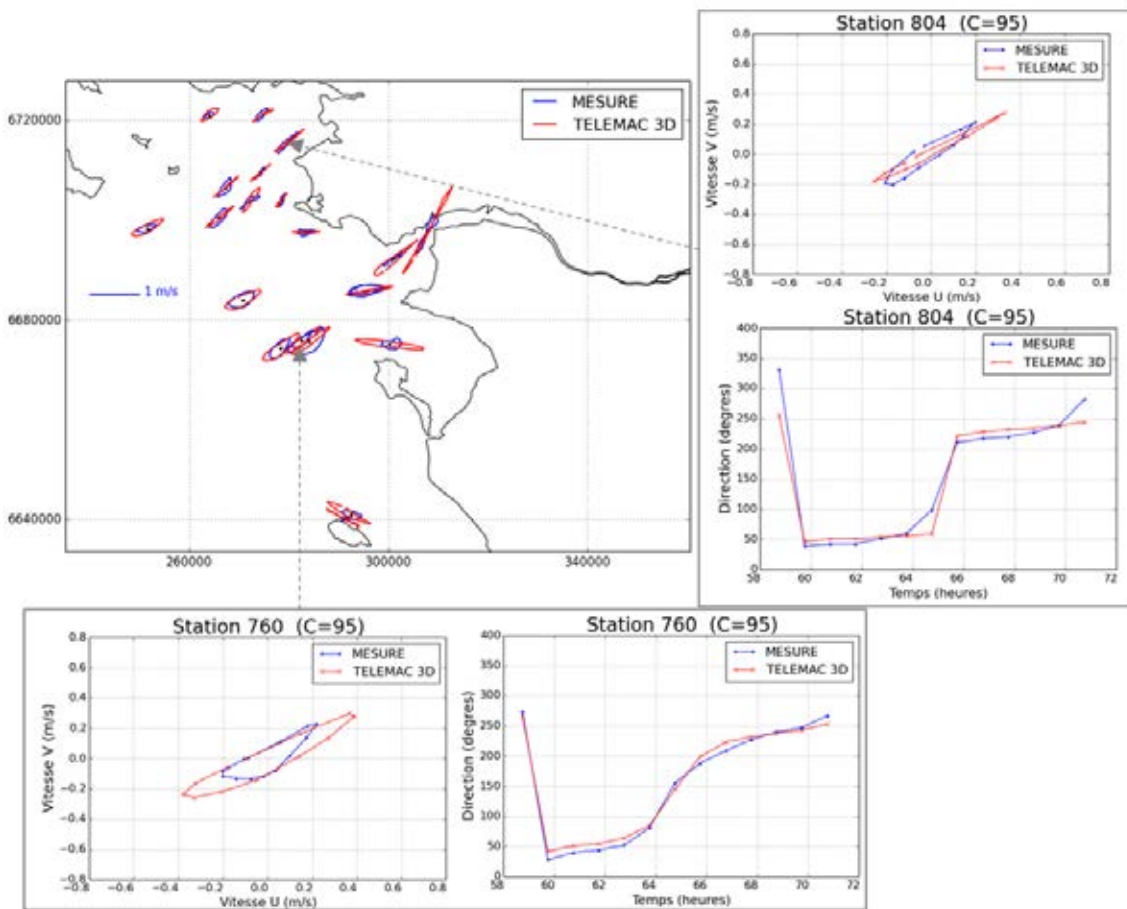 MESURE
TELEMAC 3D
6720000
6680000
6640000
1 m/s
260000 300000 340000
Station 804 (C=95)
MESURE
TELEMAC 3D
Vitesse V (m/s)
0.8
0.6
0.4
0.2
0.0
−0.2
−0.4
−0.6
−0.8
−0.8 −0.6 −0.4 −0.2 0.0 0.2 0.4 0.6 0.8
Vitesse U (m/s)
Station 804 (C=95)
MESURE
TELEMAC 3D
Direction (degres)
400
350
300
250
200
150
100
50
0
58 60 62 64 66 68 70 72
Temps (heures)
Station 760 (C=95)
MESURE
TELEMAC 3D
Vitesse V (m/s)
0.8
0.6
0.4
0.2
0.0
−0.2
−0.4
−0.6
−0.8
−0.8 −0.6 −0.4 −0.2 0.0 0.2 0.4 0.6 0.8
Vitesse U (m/s)
Station 760 (C=95)
MESURE
TELEMAC 3D
Direction (degres)
400
350
300
250
200
150
100
50
0
58 60 62 64 66 68 70 72
Temps (heures)